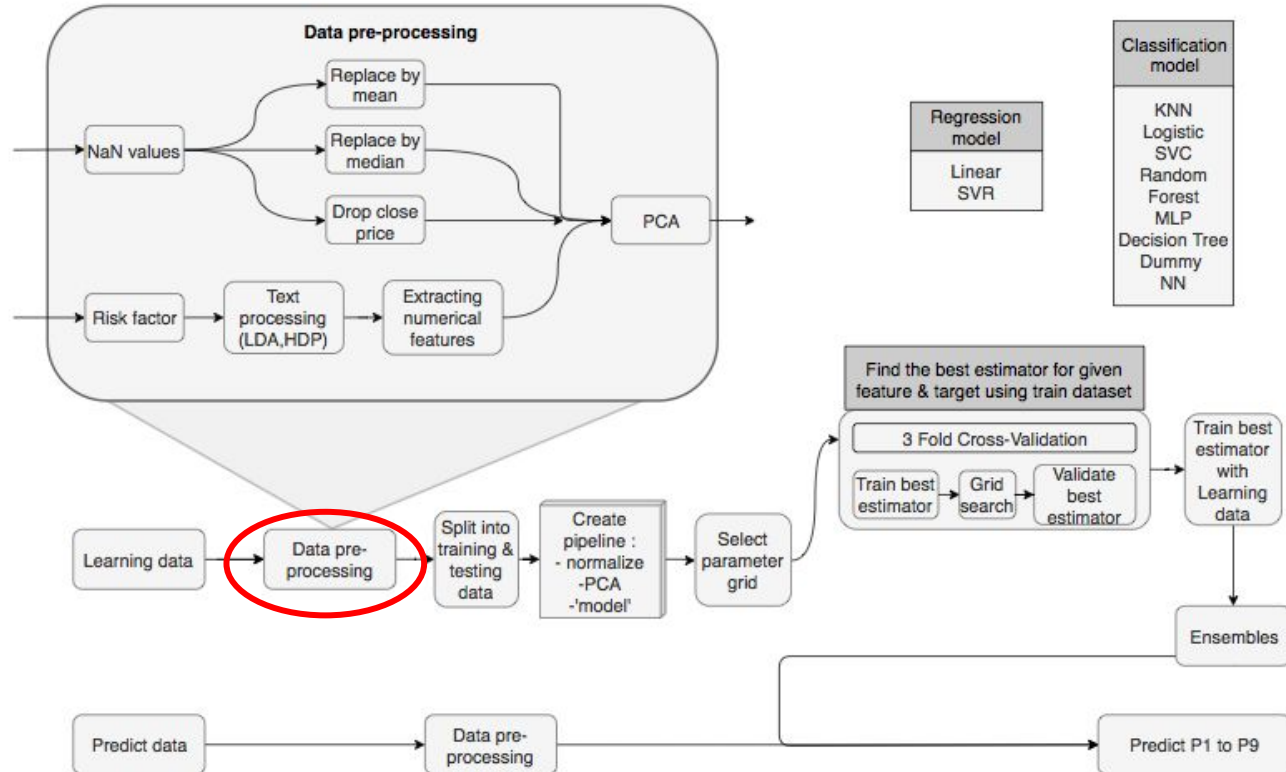 Data pre-processing
NaN values
Replace by
mean
Replace by
median
Drop close
price
PCA
Risk factor
Text
processing
(LDA,HDP)
Extracting
numerical
features
Regression
model
Linear
SVR
Classification
model
KNN
Logistic
SVC
Random
Forest
MLP
Decision Tree
Dummy
NN
Find the best estimator for given
feature & target using train dataset
3 Fold Cross-Validation
Train best
estimator
Grid
search
Validate
best
estimator
Train best
estimator
with
Learning
data
Learning data
Data pre-
processing
Split into
training &
testing
data
Create
pipeline :
- normalize
-PCA
-'model'
Select
parameter
grid
Ensembles
Predict data
Data pre-
processing
Predict P1 to P9